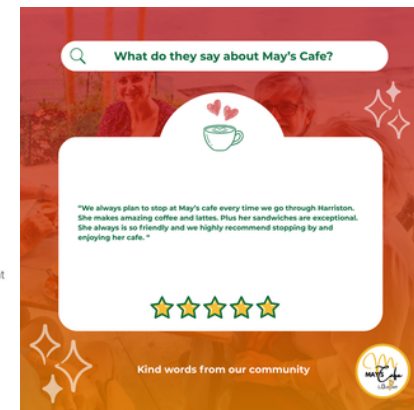 What do they say about May's Cafe?
"We always plan to stop at May's cafe every time we go through Harriston.
She makes amazing coffee and lattes. Plus her sandwiches are exceptional.
She always is so friendly and we highly recommend stopping by and
enjoying her cafe. "
Kind words from our community
MAY'S
Cafe